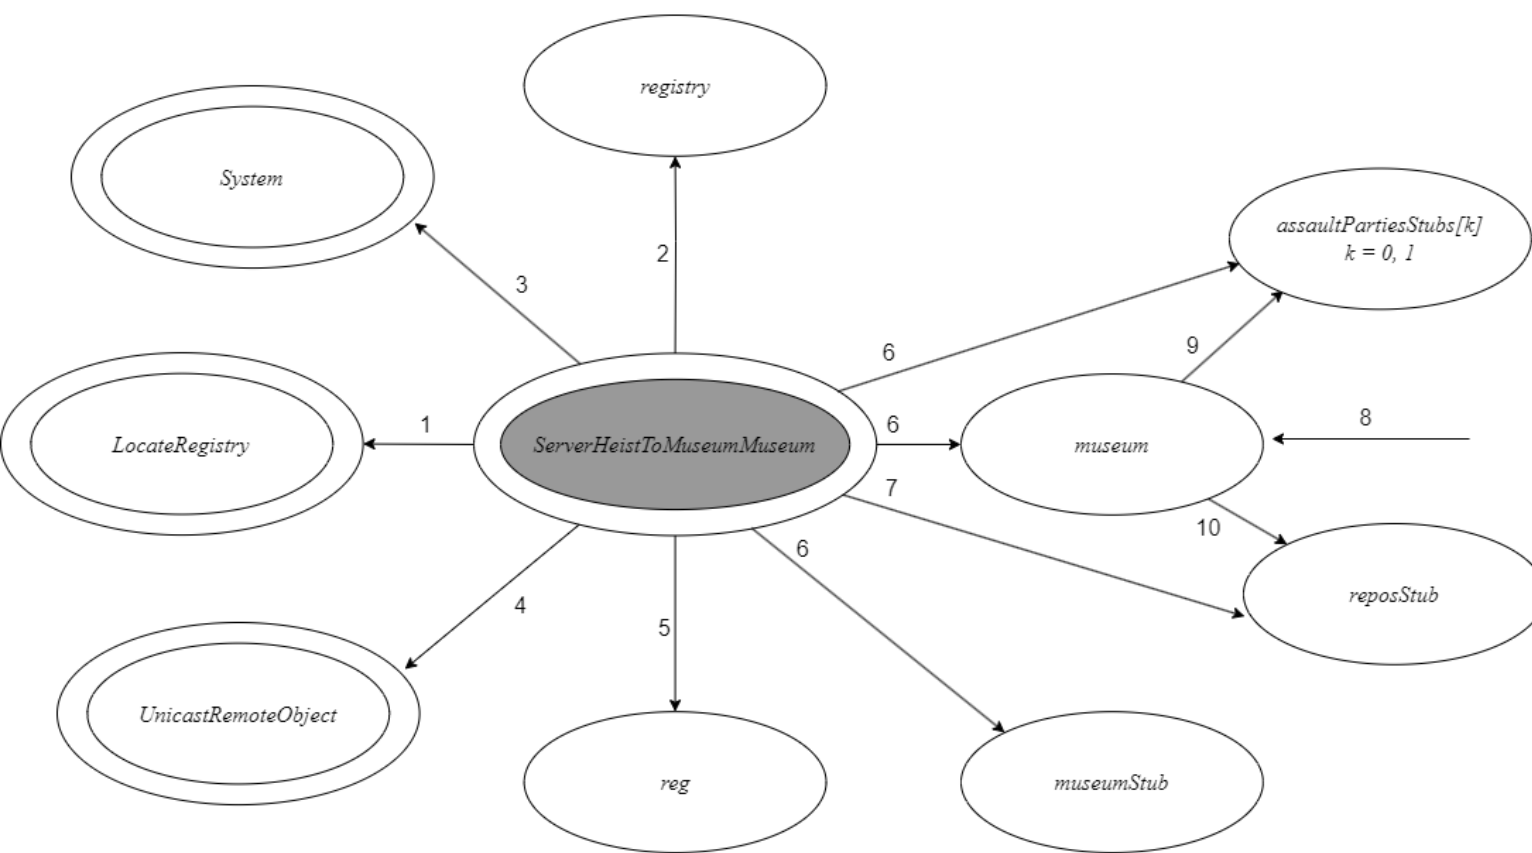 registry
System
assaultPartiesStubs[k]
k = 0, 1
2
3
6
9
1
ServerHeistToMuseumMuseum
6
museum
8
LocateRegistry
7
10
6
4
5
reposStub
UnicastRemoteObject
reg
museumStub